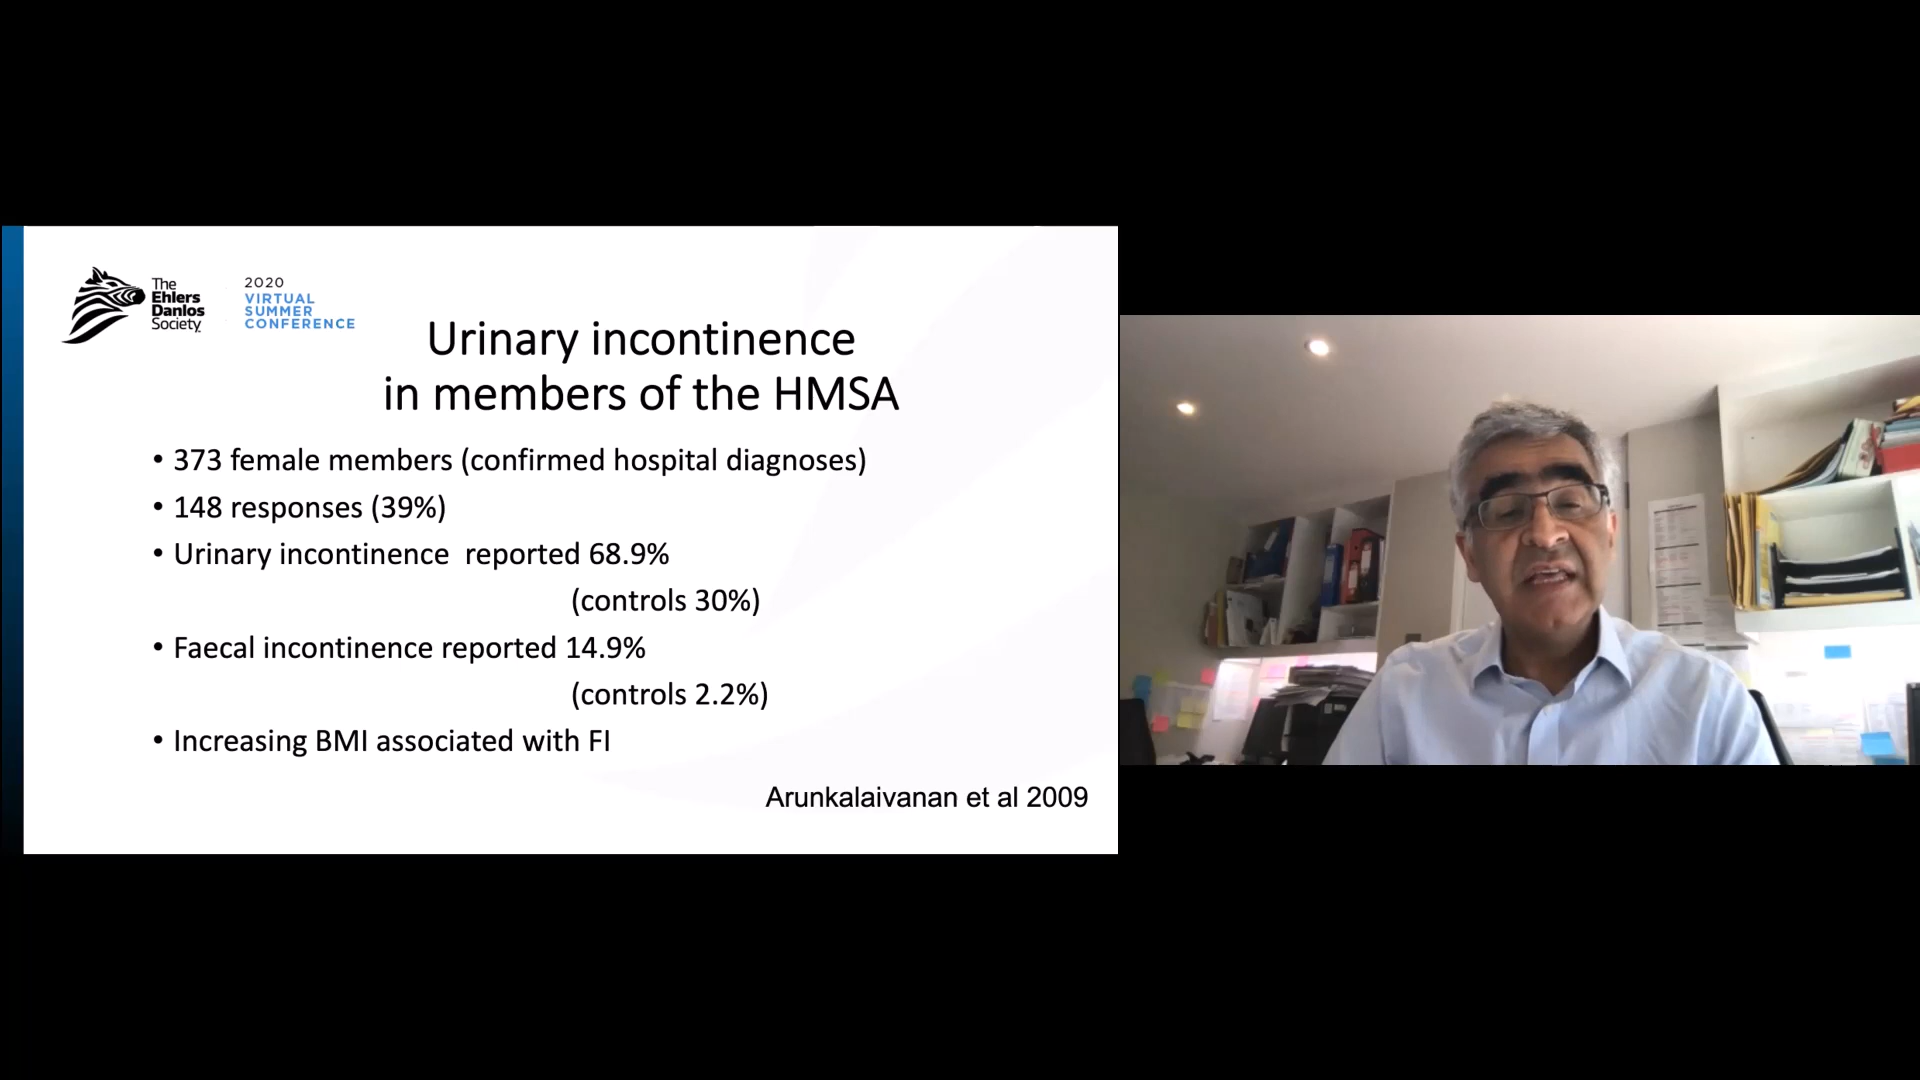 The
Ehlers
Danlos
Society
2020
VIRTUAL
SUMMER
CONFERENCE
Urinary incontinence
in members of the HMSA
• 373 female members (confirmed hospital diagnoses)
• 148 responses (39%)
• Urinary incontinence  reported 68.9%
(controls 30%)
• Faecal incontinence reported 14.9%
(controls 2.2%)
• Increasing BMI associated with FI
Arunkalaivanan et al 2009